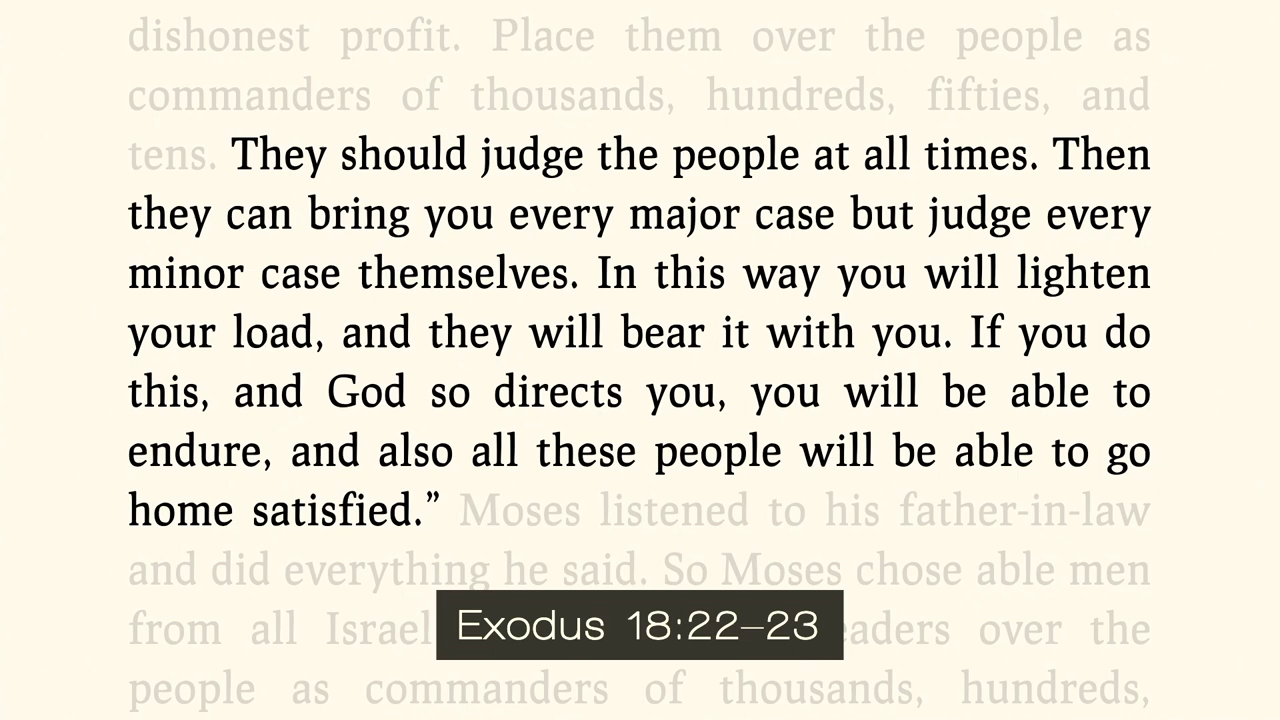 dishonest profit. Place them over the people as
commanders of thousands, hundreds, fifties, and
tens. They should judge the people at all times. Then
they can bring you every major case but judge every
minor case themselves. In this way you will lighten
your load, and they will bear it with you. If you do
this, and God so directs you, you will be able to
endure, and also all these people will be able to go
home satisfied.” Moses listened to his father-in-law
and did everything he said. So Moses chose able men
from all Israel eaders over the
Exodus 18:22–23
people as commanders of thousands, hundreds,